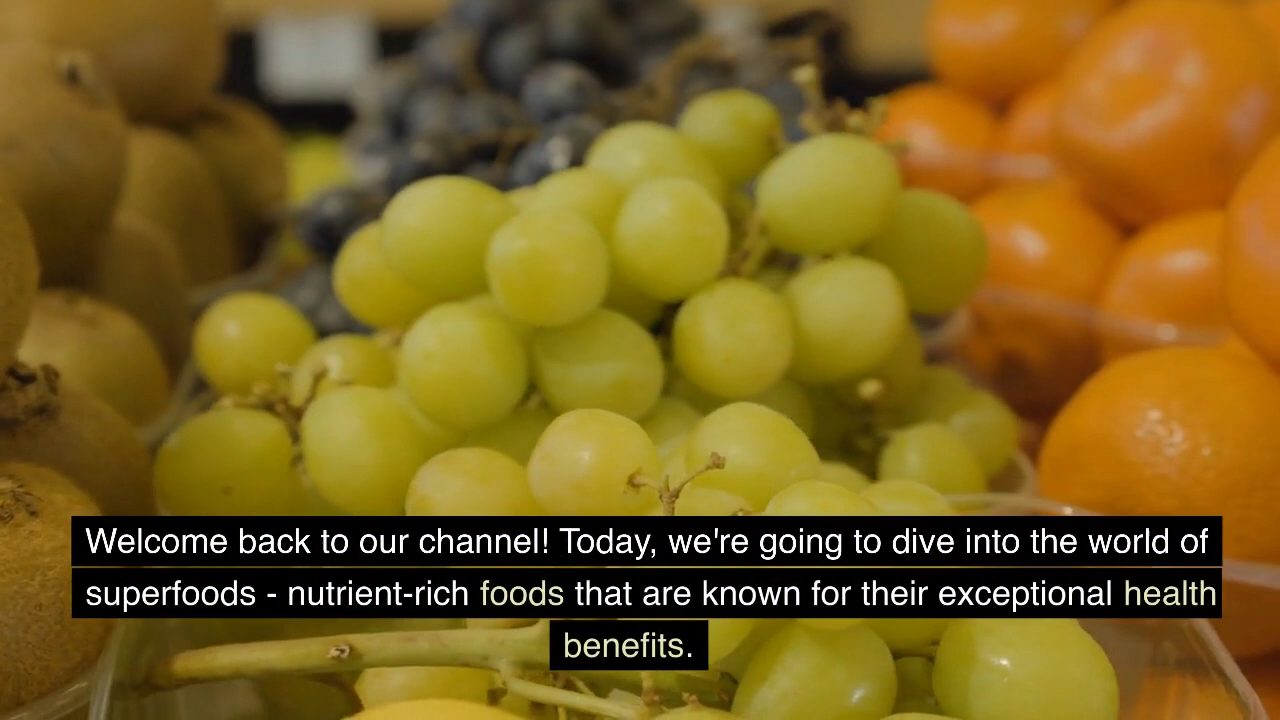 Welcome back to our channel! Today, we're going to dive into the world of
superfoods - nutrient-rich foods that are known for their exceptional health
benefits.